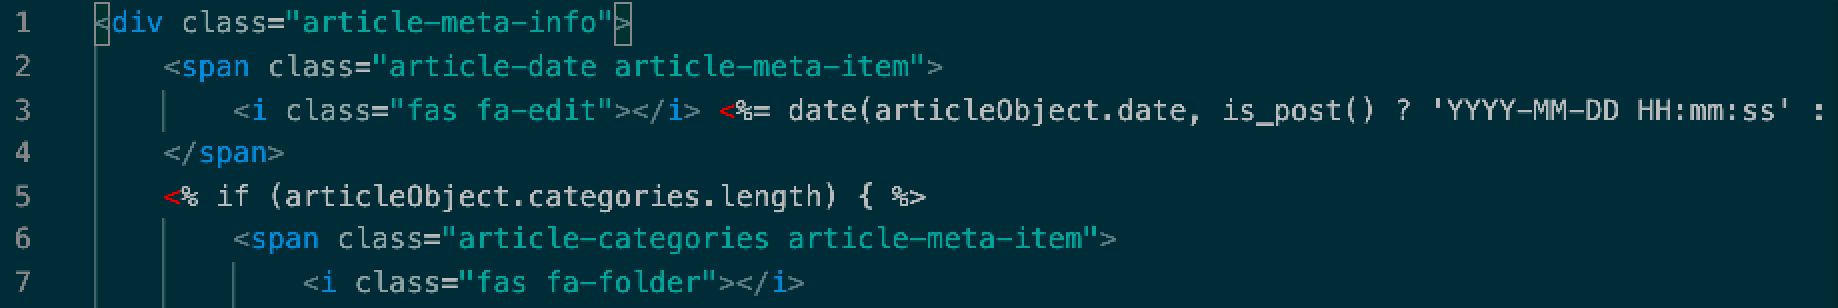 1 <div class="article-meta-info">
2 <span class="article-date article-meta-item">
3 <i class="fas fa-edit"></i> <%= date(articleObject.date, is_post() ? 'YYYY-MM-DD HH:mm:ss' :
4 </span>
5 <% if (articleObject.categories.length) { %>
6 <span class="article-categories article-meta-item">
7 <i class="fas fa-folder"></i>